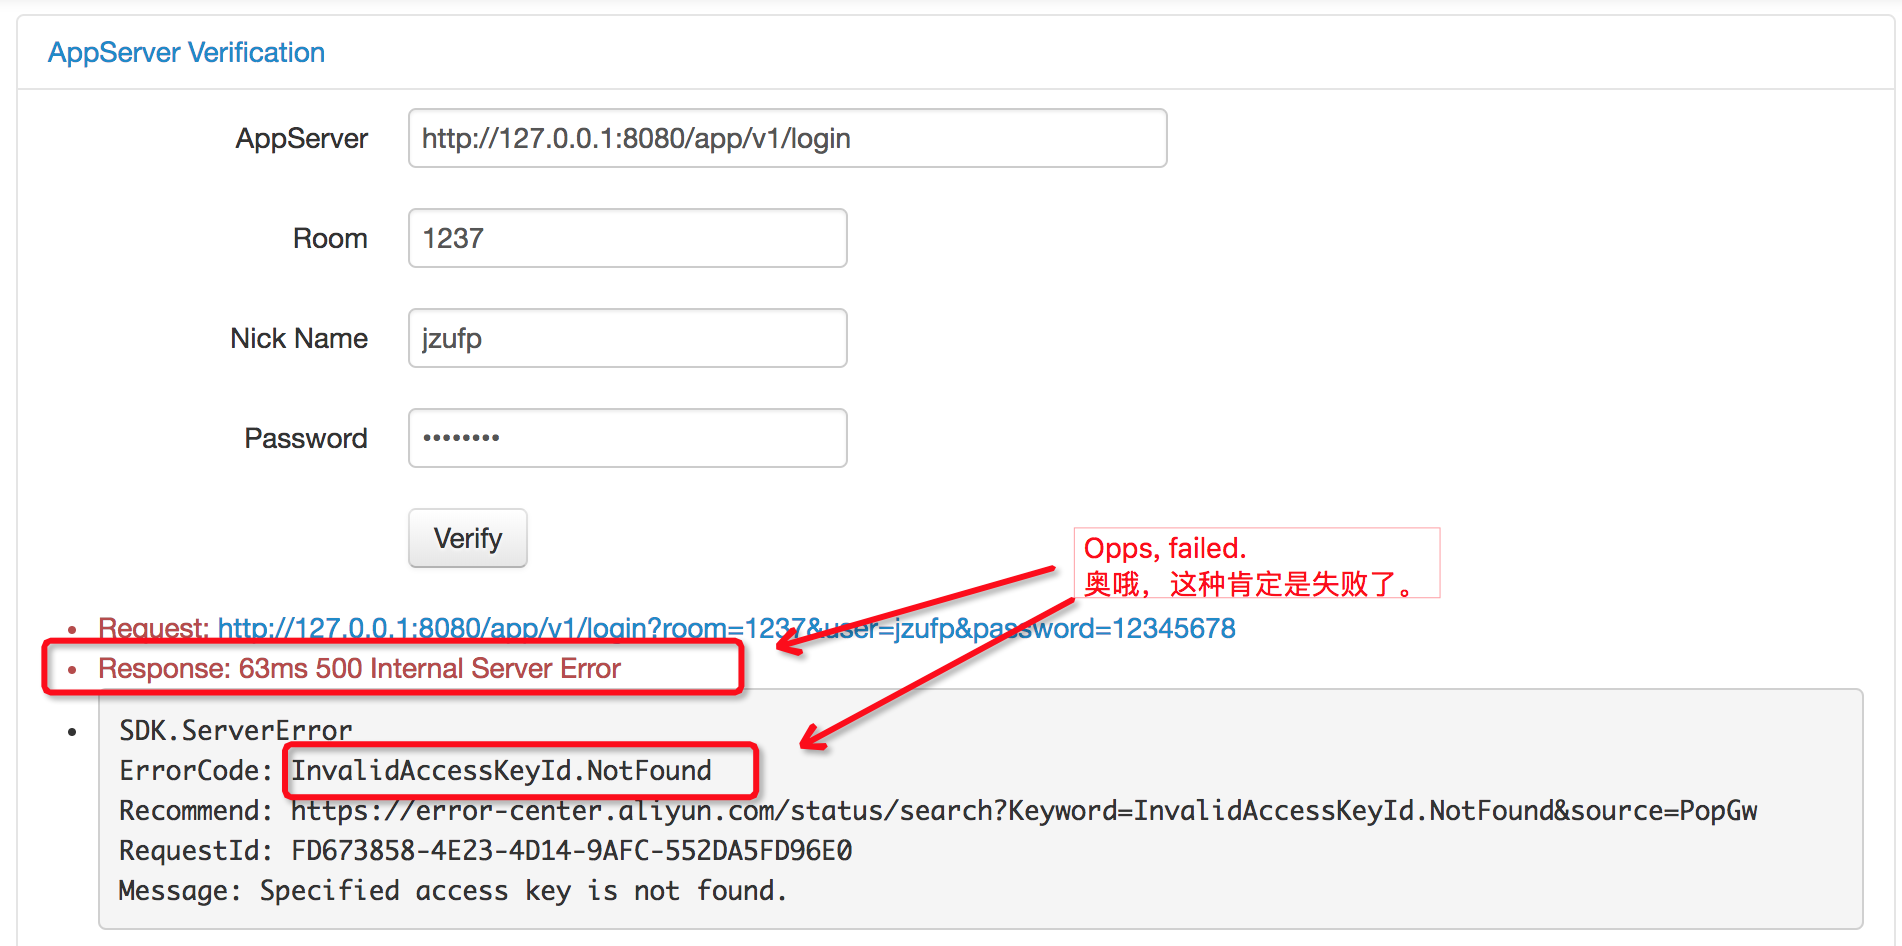 AppServer Verification
AppServer
http://127.0.0.1:8080/app/v1/login
Room
1237
Nick Name
jzufp
Password
••••••••
Verify
Opps, failed.
奥哦，这种肯定是失败了。
Request: http://127.0.0.1:8080/app/v1/login?room=1237&user=jzufp&password=12345678
Response: 63ms 500 Internal Server Error
SDK.ServerError
ErrorCode: InvalidAccessKeyId.NotFound
Recommend: https://error-center.aliyun.com/status/search?Keyword=InvalidAccessKeyId.NotFound&source=PopGw
RequestId: FD673858-4E23-4D14-9AFC-552DA5FD96E0
Message: Specified access key is not found.